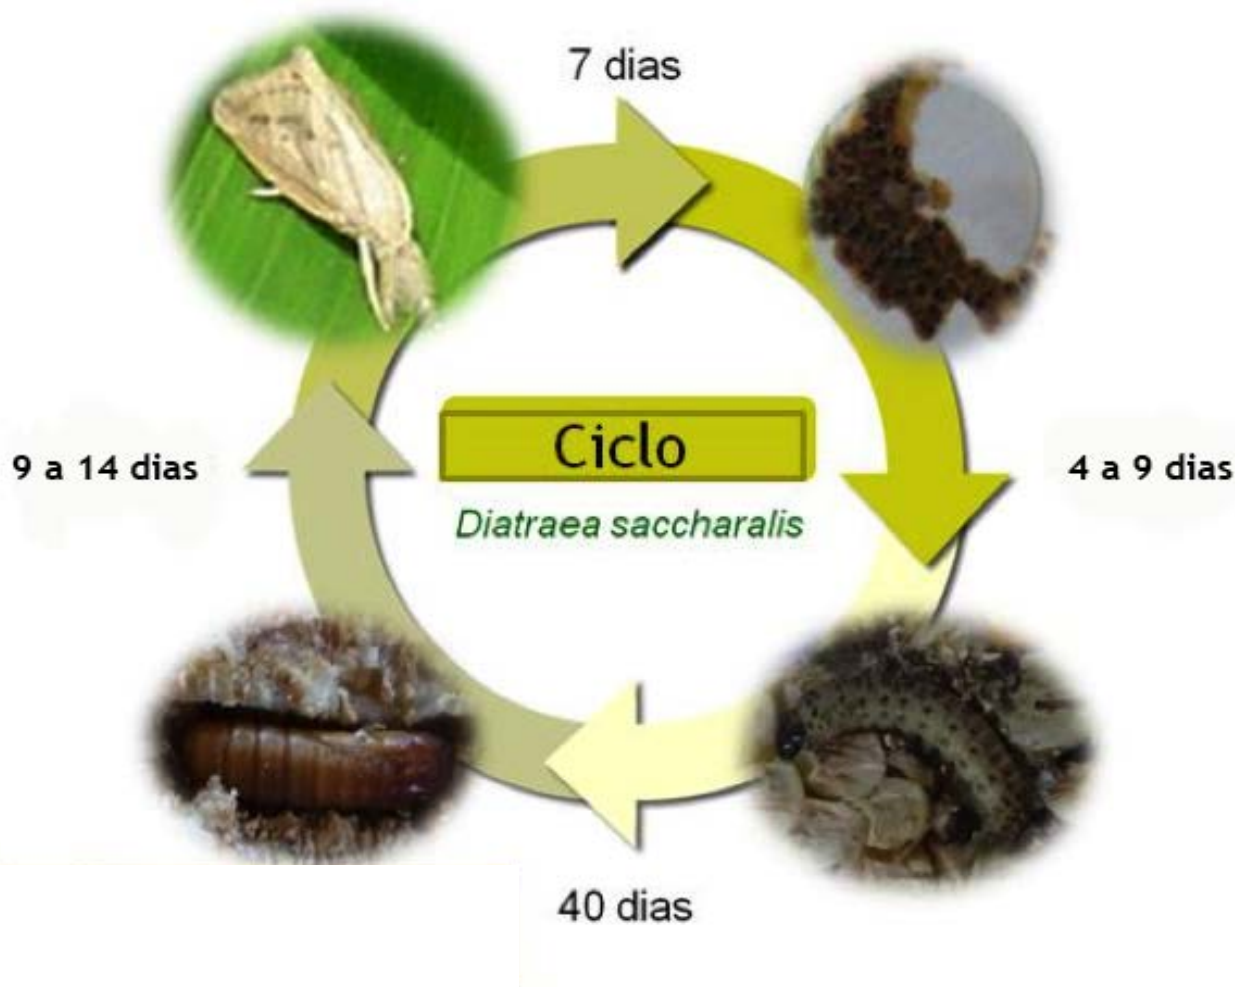 7 dias
9 a 14 dias
Ciclo
4 a 9 dias
Diatraea saccharalis
40 dias